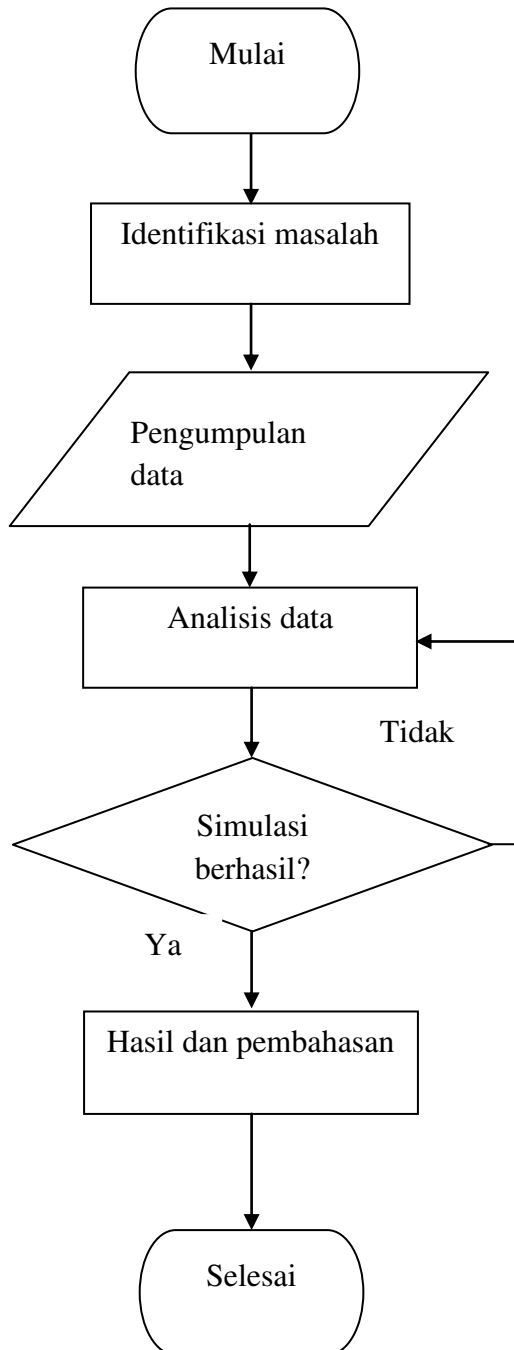 Mulai
Identifikasi masalah
Pengumpulan
data
Analisis data
Tidak
Simulasi
berhasil?
Ya
Hasil dan pembahasan
Selesai